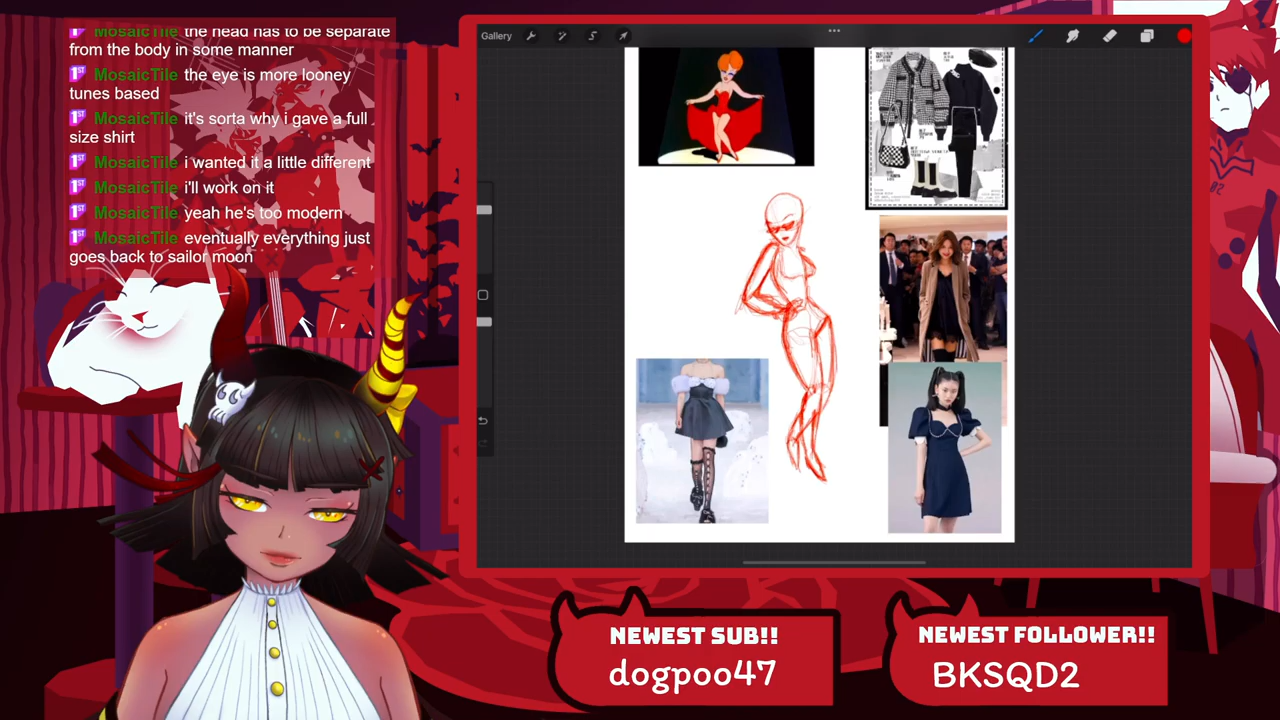 MosaicTile the head has to be separate
from the body in some manner
MosaicTile the eye is more looney
tunes based
MosaicTile it's sorta why i gave a full
size shirt
MosaicTile i wanted it a little different
MosaicTile i'll work on it
MosaicTile yeah he's too modern
MosaicTile eventually everything just
goes back to sailor moon
Gallery
NEWEST SUB!!
dogpoo47
NEWEST FOLLOWER!!
BKSQD2